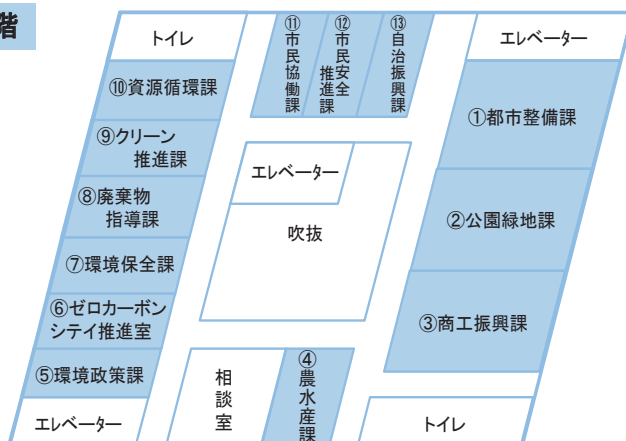 階
トイレ
⑪市民協働課
⑫市民安全
推進課
⑬自治振興課
エレベーター
⑩資源循環課
①都市整備課
⑨クリーン
推進課
エレベーター
⑧廃棄物
指導課
②公園緑地課
吹抜
⑦環境保全課
⑥ゼロカーボン
シテイ推進室
③商工振興課
⑤環境政策課
相談室
④農水産課
エレベーター
トイレ